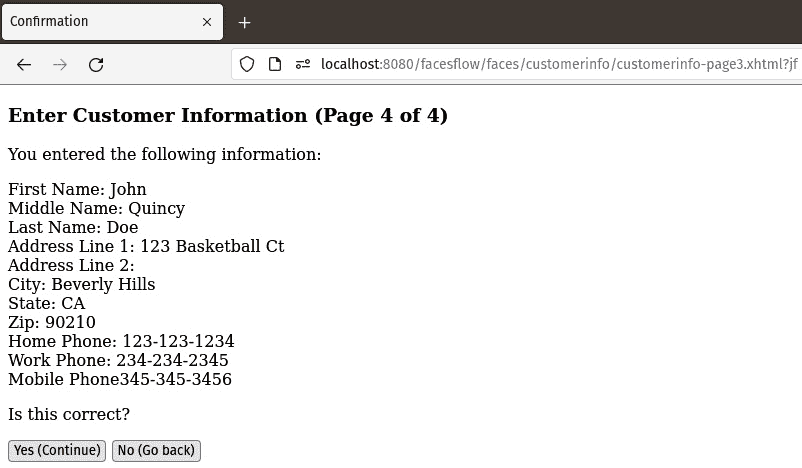 Confirmation
localhost:8080/facesflow/faces/customerinfo/customerinfo-page3.xhtml?jf
Enter Customer Information (Page 4 of 4)
You entered the following information:
First Name: John
Middle Name: Quincy
Last Name: Doe
Address Line 1: 123 Basketball Ct
Address Line 2:
City: Beverly Hills
State: CA
Zip: 90210
Home Phone: 123-123-1234
Work Phone: 234-234-2345
Mobile Phone345-345-3456
Is this correct?
Yes (Continue) No (Go back)